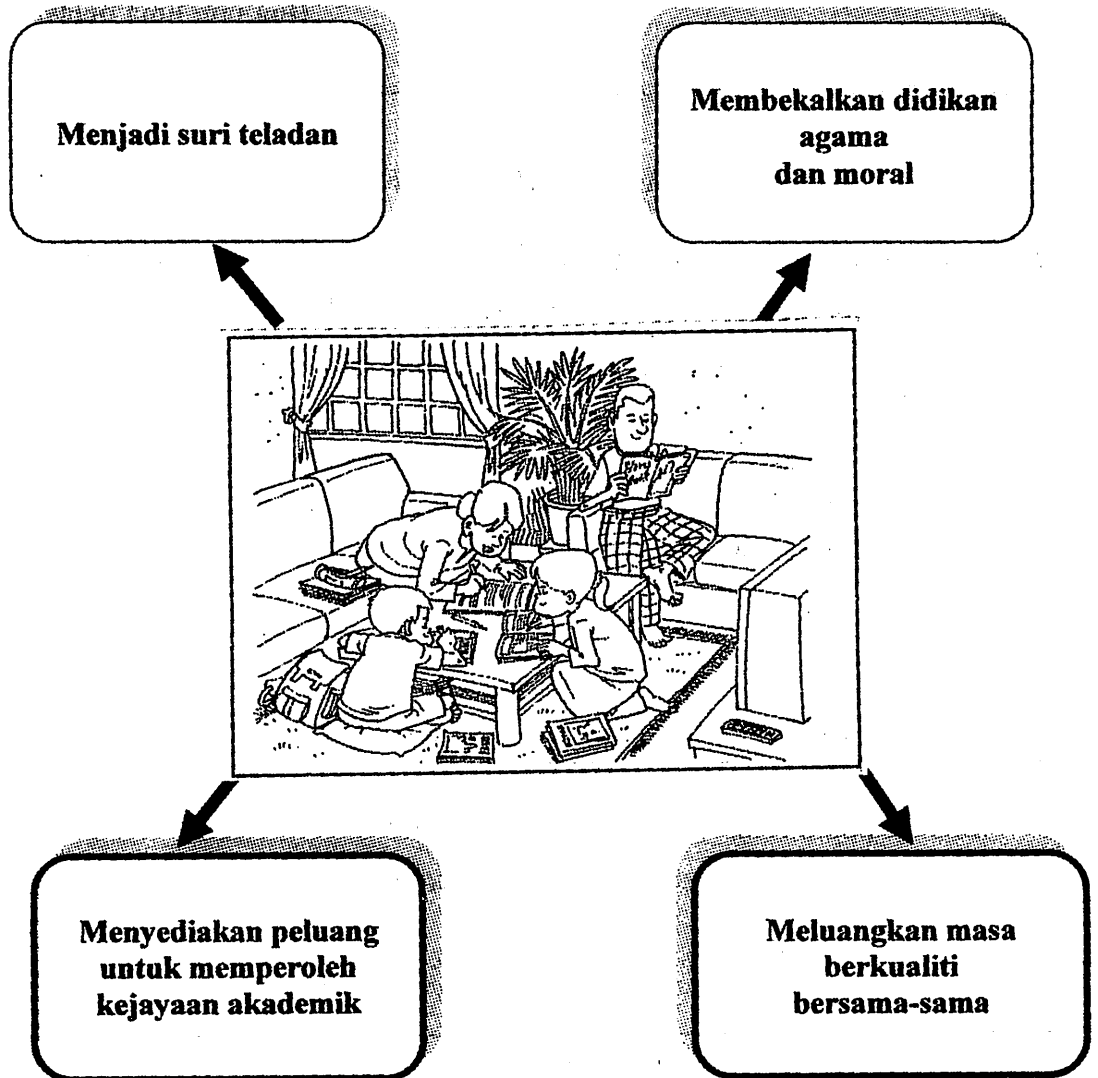 Menjadi suri teladan
Membekalkan didikan
agama
dan moral
Menyediakan peluang
untuk memperoleh
kejayaan akademik
Meluangkan masa
berkualiti
bersama-sama